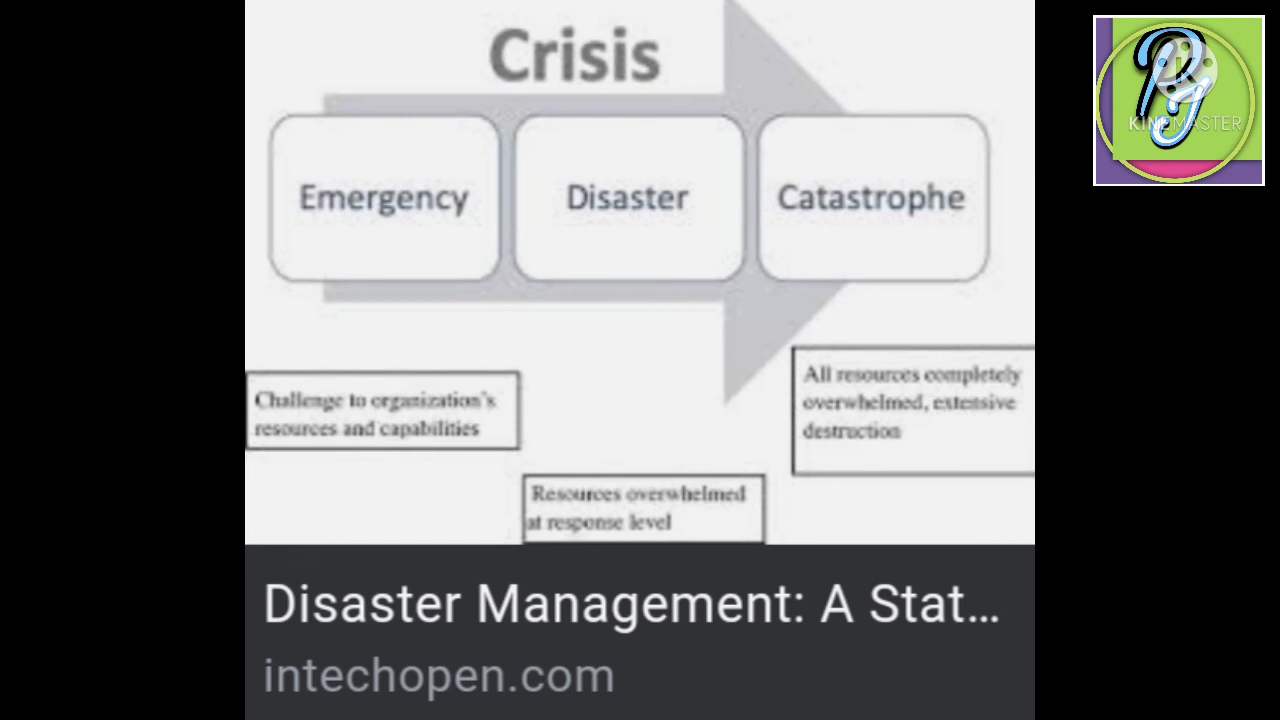 Crisis
Emergency
Disaster
Catastrophe
Challenge to organization's
resources and capabilities
Resources overwhelmed
at response level
All resources completely
overwhelmed, extensive
destruction
Disaster Management: A Stat...
intechopen.com
KINEMASTER